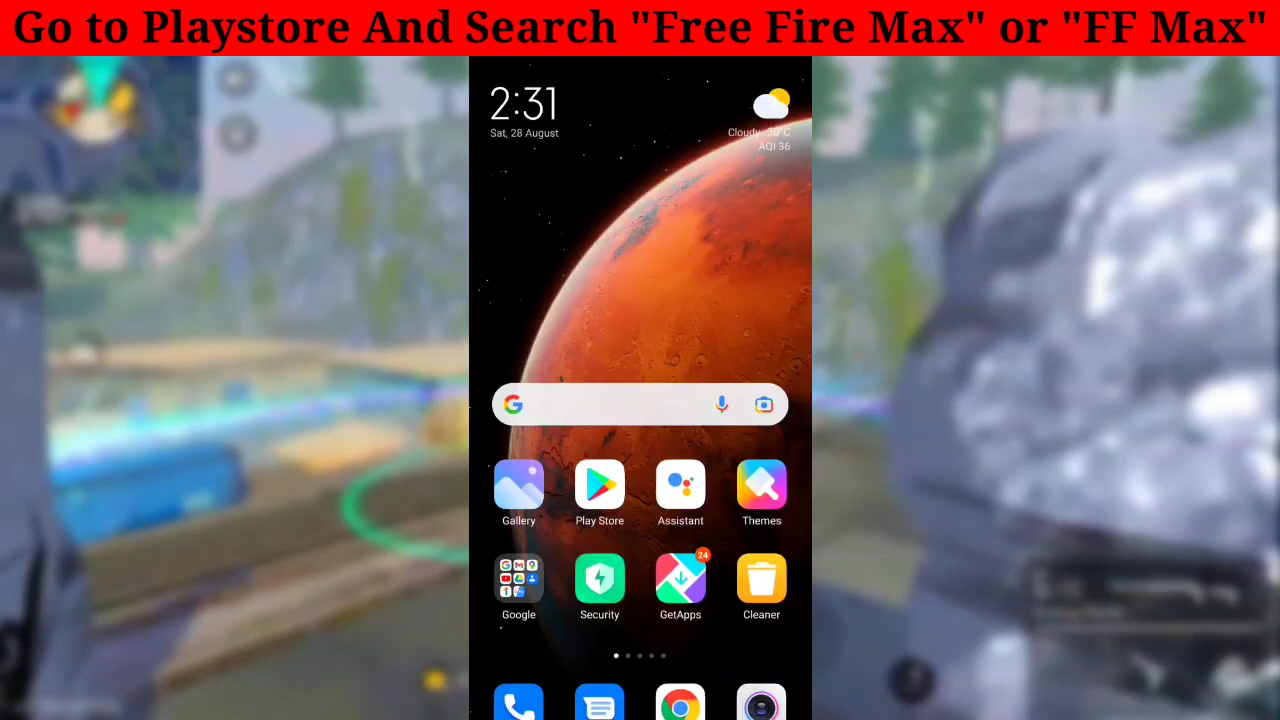 Go to Playstore And Search "Free Fire Max" or "FF Max"
2:31
Sat, 28 August
Cloudy 30°C
AQI 36
Gallery
Play Store
Assistant
Themes
24
Google
Security
GetApps
Cleaner